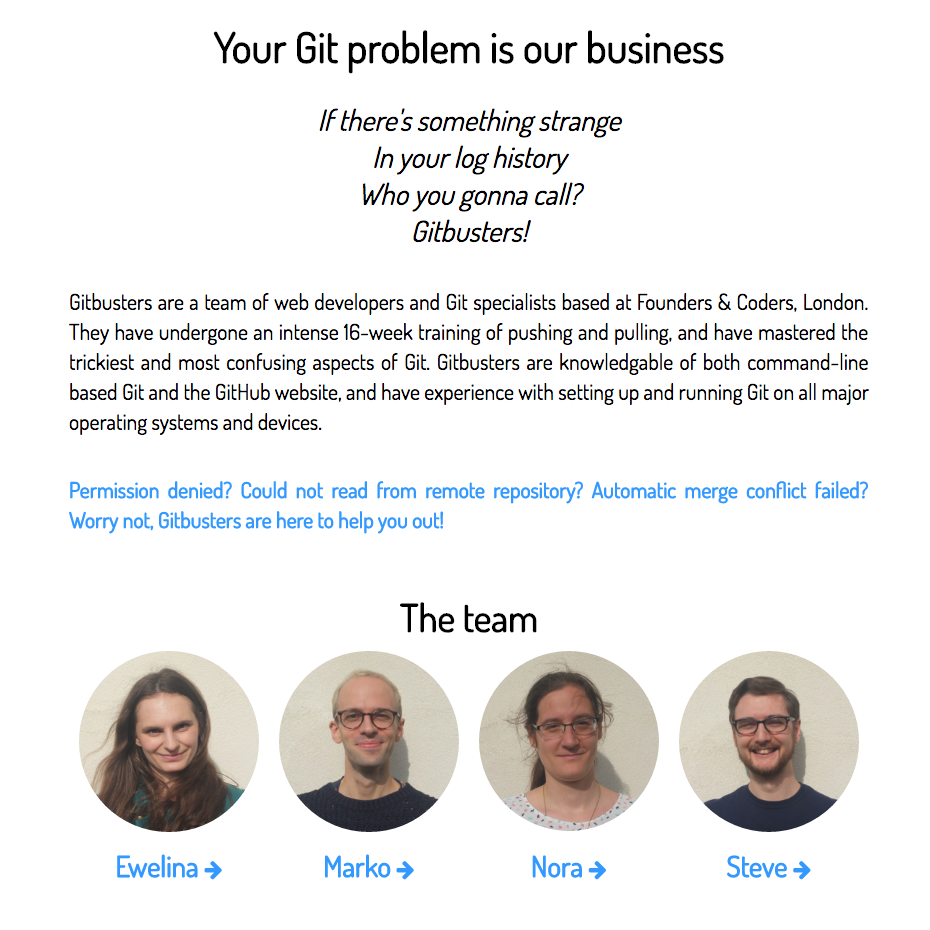 Your Git problem is our business
If there's something strange
In your log history
Who you gonna call?
Gitbusters!
Gitbusters are a team of web developers and Git specialists based at Founders & Coders, London.
They have undergone an intense 16-week training of pushing and pulling, and have mastered the
trickiest and most confusing aspects of Git. Gitbusters are knowledgable of both command-line
based Git and the GitHub website, and have experience with setting up and running Git on all major
operating systems and devices.
Permission denied? Could not read from remote repository? Automatic merge conflict failed?
Worry not, Gitbusters are here to help you out!
The team
Ewelina →
Marko →
Nora →
Steve →